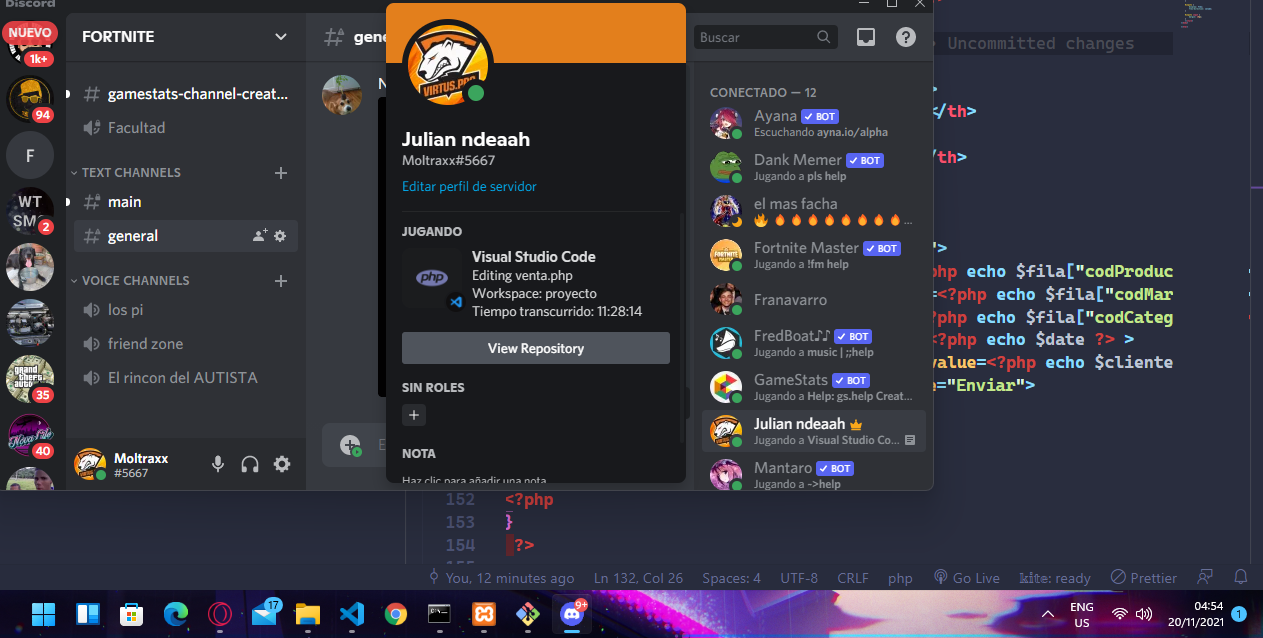 Discord
NUEVO
1k+
94
F
WT
SM
2
35
40
FORTNITE
gamestats-channel-creat...
Facultad
TEXT CHANNELS
main
general
VOICE CHANNELS
los pi
friend zone
El rincon del AUTISTA
Moltraxx
#5667
gene
N
E
VIRTUS.PRO
Julian ndeaah
Moltraxx#5667
Editar perfil de servidor
JUGANDO
php
Visual Studio Code
Editing venta.php
Workspace: proyecto
Tiempo transcurrido: 11:28:14
View Repository
SIN ROLES
NOTA
Haz clic para añadir una nota
Buscar
CONECTADO — 12
Ayana BOT
Escuchando ayna.io/alpha
Dank Memer BOT
Jugando a pls help
el mas facha
🔥 🔥 🔥 🔥 🔥 🔥 🔥 🔥 🔥 ...
Fortnite Master BOT
Jugando a !fm help
Franavarro
FredBoat♪♪ BOT
Jugando a music | ;;help
GameStats BOT
Jugando a Help: gs.help Creat...
Julian ndeaah
Jugando a Visual Studio Co...
Mantaro BOT
Jugando a ->help
Uncommitted changes
>
/th>
/th>
">
php echo $fila["codProduc
=<?php echo $fila["codMar
?php echo $fila["codCateg
<?php echo $date ?> >
value=<?php echo $cliente
e="Enviar">
152 <?php
153 }
154 ?>
You, 12 minutes ago
Ln 132, Col 26
Spaces: 4
UTF-8
CRLF
php
Go Live
kite: ready
Prettier
17
9+
ENG
US
04:54
20/11/2021
1